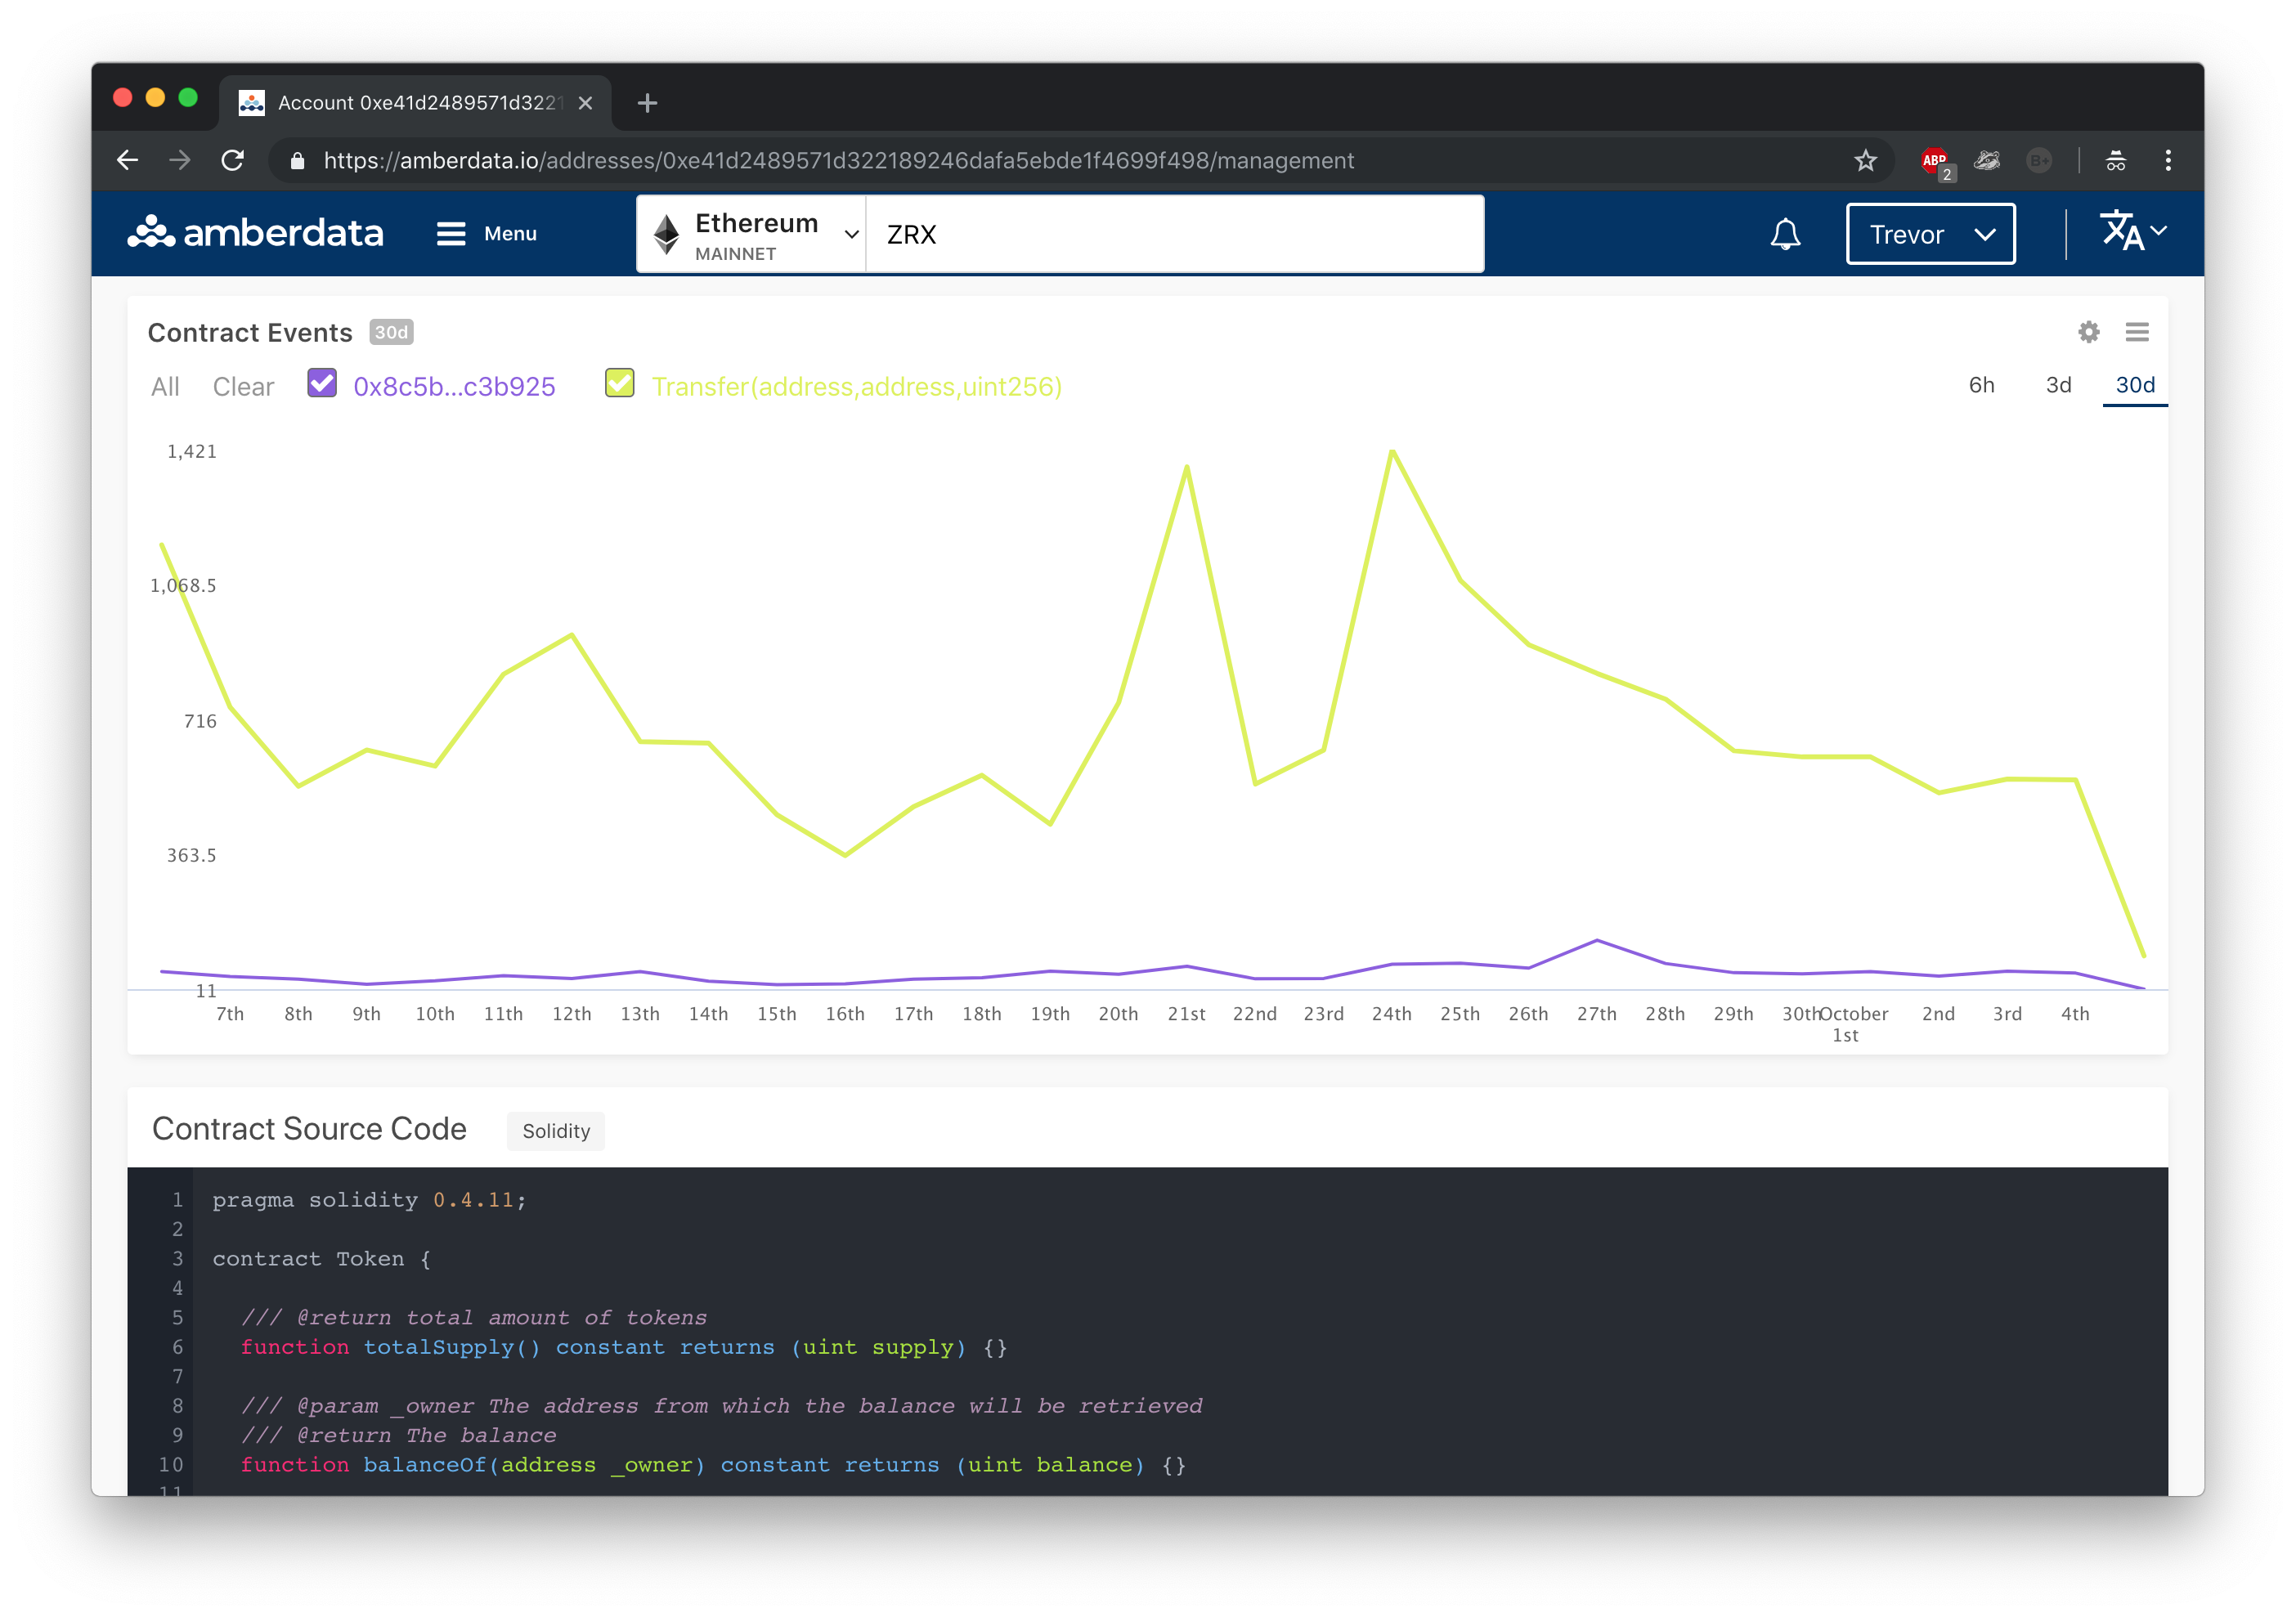 Account 0xe41d2489571d3221
https://amberdata.io/addresses/0xe41d2489571d322189246dafa5ebde1f4699f498/management
ABP
2
B+
amberdata
Menu
Ethereum
MAINNET
ZRX
Trevor
Contract Events 30d
All Clear 0x8c5b...c3b925 Transfer(address,address,uint256)
6h 3d 30d
1,421
1,068.5
716
363.5
11
7th 8th 9th 10th 11th 12th 13th 14th 15th 16th 17th 18th 19th 20th 21st 22nd 23rd 24th 25th 26th 27th 28th 29th 30th October 2nd 3rd 4th
1st
Contract Source Code Solidity
1 pragma solidity 0.4.11;
2
3 contract Token {
4
5 /// @return total amount of tokens
6 function totalSupply() constant returns (uint supply) {}
7
8 /// @param _owner The address from which the balance will be retrieved
9 /// @return The balance
10 function balanceOf(address _owner) constant returns (uint balance) {}
11